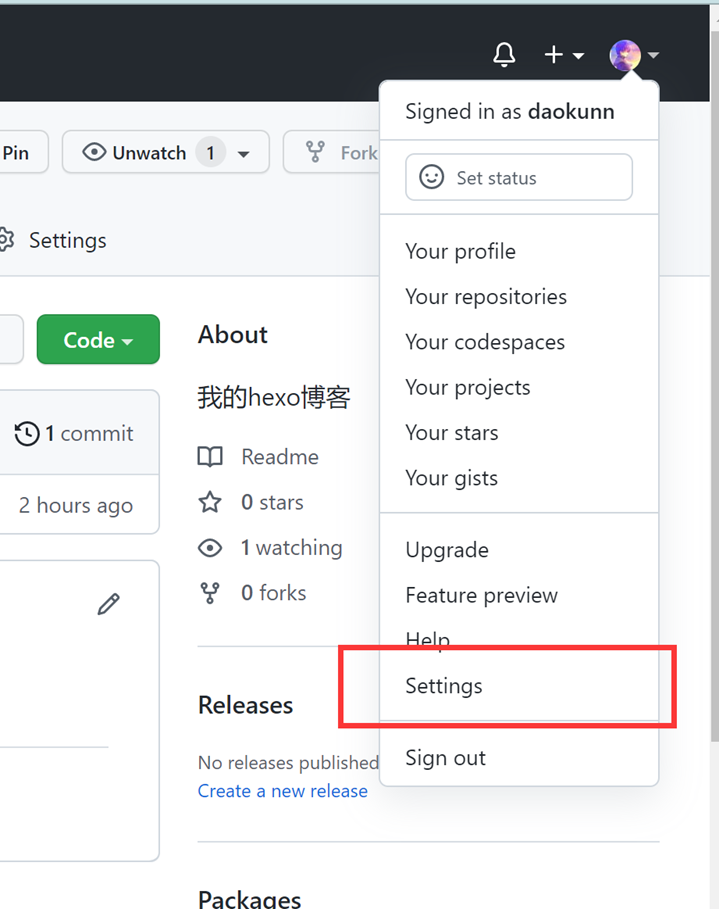 Signed in as daokunn
Pin
Unwatch 1
Fork
Set status
Settings
Your profile
Your repositories
Your codespaces
Your projects
Your stars
Your gists
Upgrade
Feature preview
Help
Settings
Sign out
Code
About
我的hexo博客
1 commit
Readme
2 hours ago
0 stars
1 watching
0 forks
Releases
No releases published
Create a new release
Packages